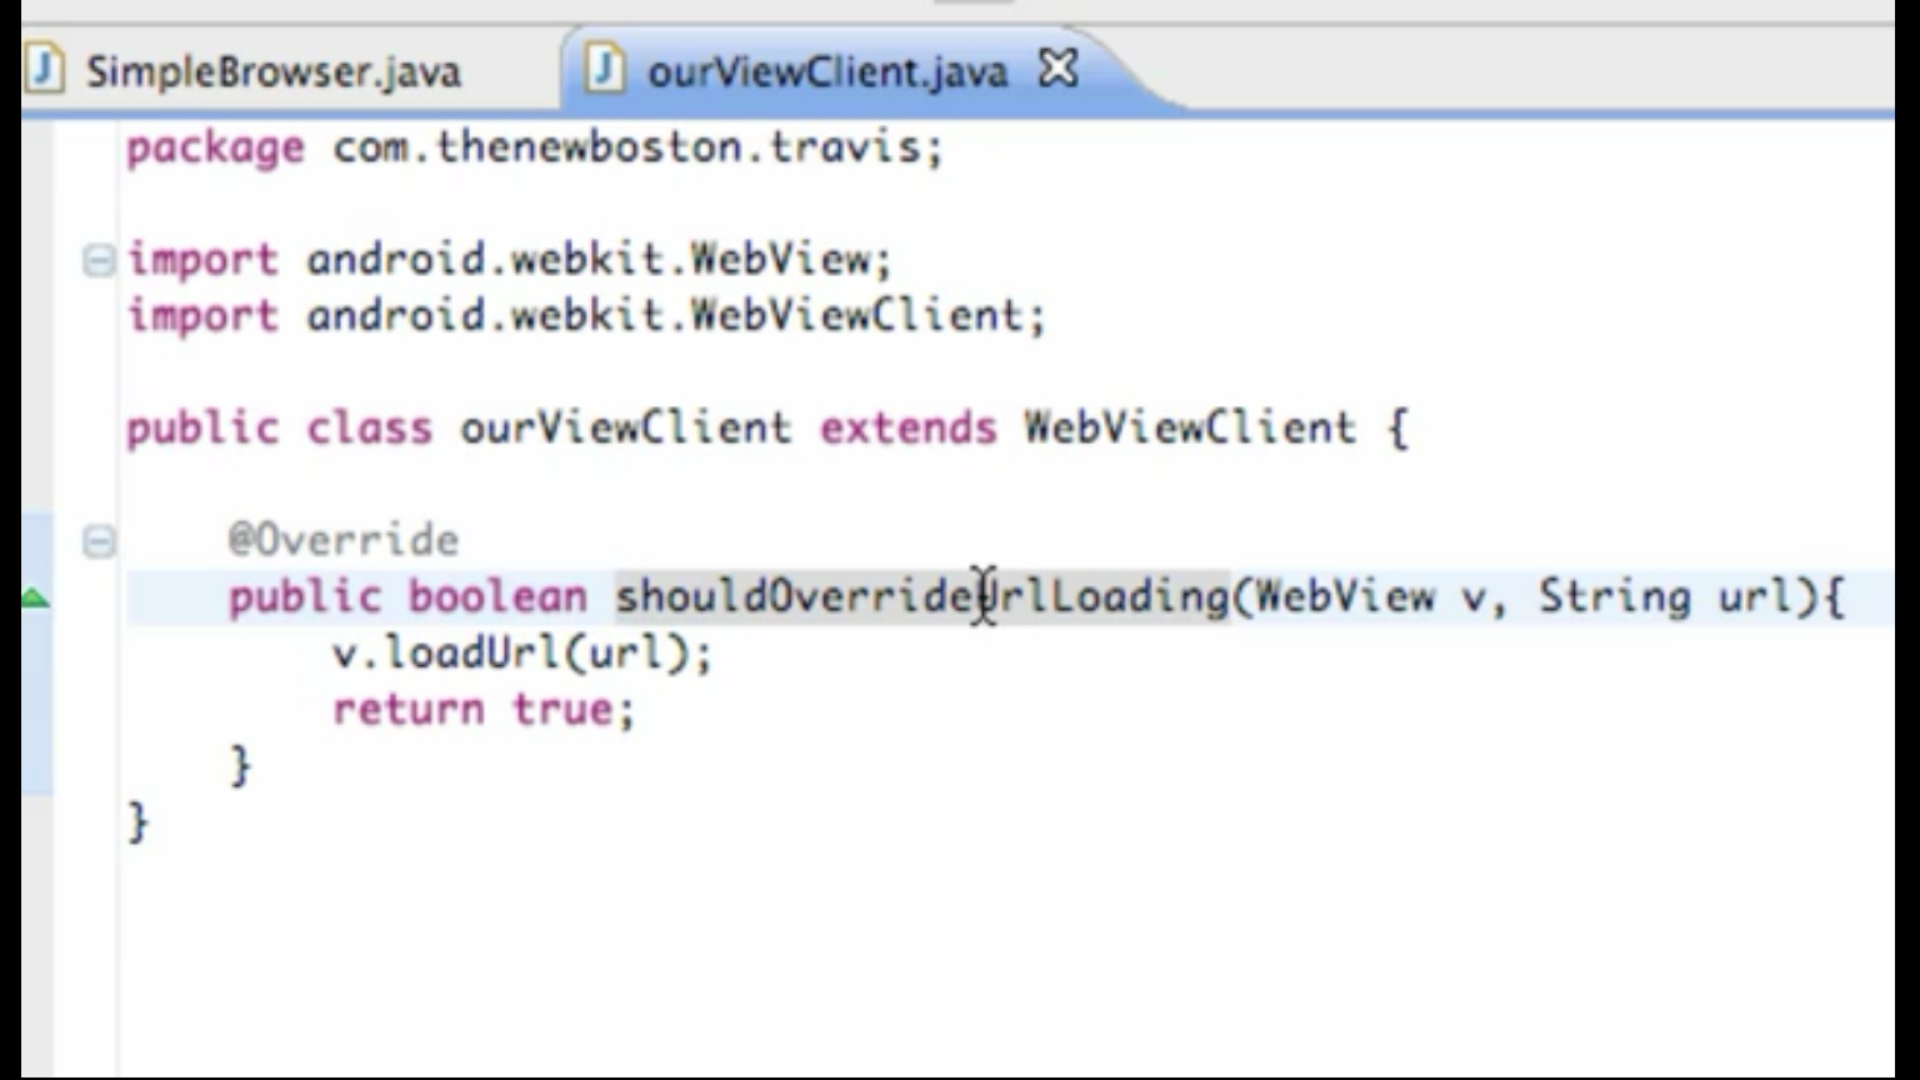 SimpleBrowser.java ourViewClient.java
package com.thenewboston.travis;
import android.webkit.WebView;
import android.webkit.WebViewClient;
public class ourViewClient extends WebViewClient {
@Override
public boolean shouldOverrideUrlLoading(WebView v, String url){
v.loadUrl(url);
return true;
}
}